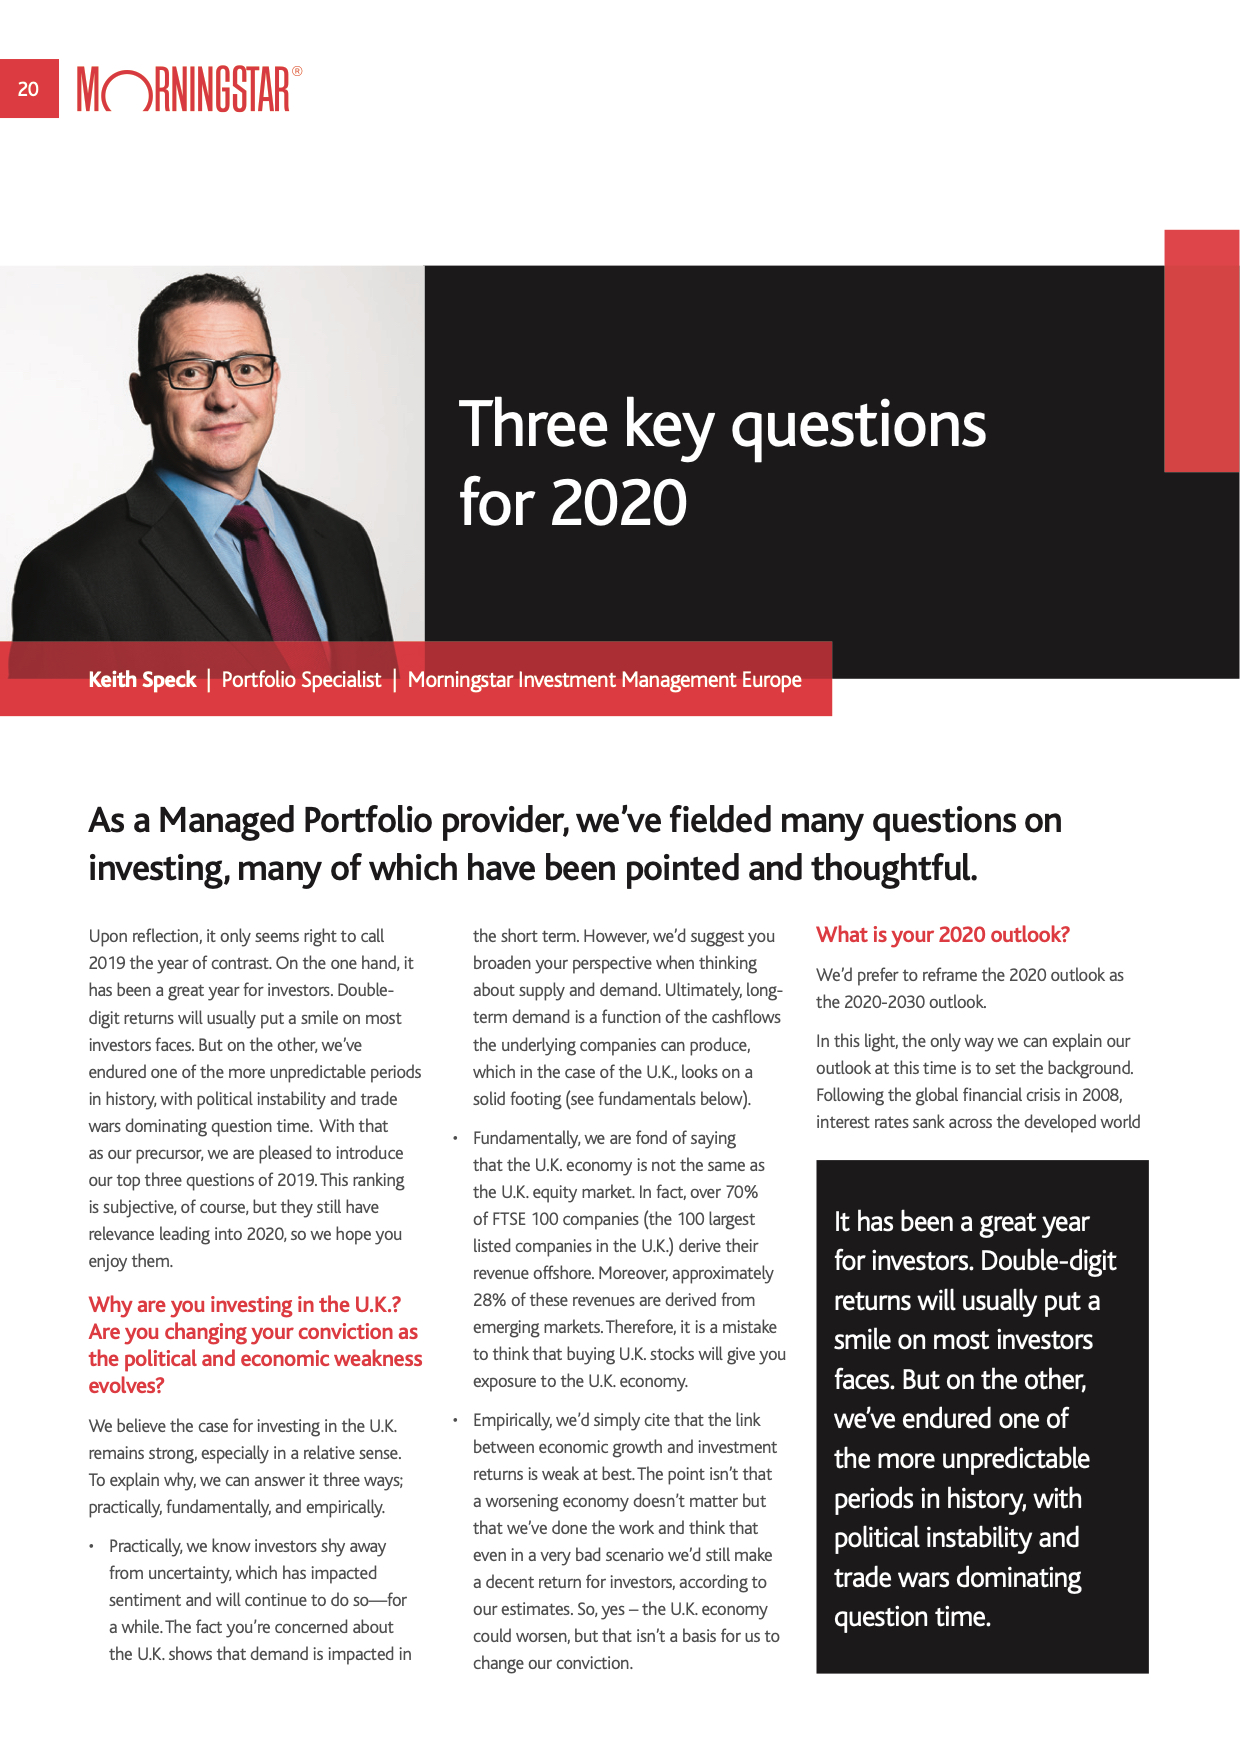 20
MORNINGSTAR®
Three key questions
for 2020
Keith Speck | Portfolio Specialist | Morningstar Investment Management Europe
As a Managed Portfolio provider, we’ve fielded many questions on
investing, many of which have been pointed and thoughtful.
Upon reflection, it only seems right to call
2019 the year of contrast. On the one hand, it
has been a great year for investors. Double-
digit returns will usually put a smile on most
investors faces. But on the other, we’ve
endured one of the more unpredictable periods
in history, with political instability and trade
wars dominating question time. With that
as our precursor, we are pleased to introduce
our top three questions of 2019. This ranking
is subjective, of course, but they still have
relevance leading into 2020, so we hope you
enjoy them.
Why are you investing in the U.K.?
Are you changing your conviction as
the political and economic weakness
evolves?
We believe the case for investing in the U.K.
remains strong, especially in a relative sense.
To explain why, we can answer it three ways;
practically, fundamentally, and empirically.
• Practically, we know investors shy away
from uncertainty, which has impacted
sentiment and will continue to do so—for
a while. The fact you’re concerned about
the U.K. shows that demand is impacted in
the short term. However, we’d suggest you
broaden your perspective when thinking
about supply and demand. Ultimately, long-
term demand is a function of the cashflows
the underlying companies can produce,
which in the case of the U.K., looks on a
solid footing (see fundamentals below).
• Fundamentally, we are fond of saying
that the U.K. economy is not the same as
the U.K. equity market. In fact, over 70%
of FTSE 100 companies (the 100 largest
listed companies in the U.K.) derive their
revenue offshore. Moreover, approximately
28% of these revenues are derived from
emerging markets. Therefore, it is a mistake
to think that buying U.K. stocks will give you
exposure to the U.K. economy.
• Empirically, we’d simply cite that the link
between economic growth and investment
returns is weak at best. The point isn’t that
a worsening economy doesn’t matter but
that we’ve done the work and think that
even in a very bad scenario we’d still make
a decent return for investors, according to
our estimates. So, yes – the U.K. economy
could worsen, but that isn’t a basis for us to
change our conviction.
What is your 2020 outlook?
We’d prefer to reframe the 2020 outlook as
the 2020-2030 outlook.
In this light, the only way we can explain our
outlook at this time is to set the background.
Following the global financial crisis in 2008,
interest rates sank across the developed world
It has been a great year
for investors. Double-digit
returns will usually put a
smile on most investors
faces. But on the other,
we’ve endured one of
the more unpredictable
periods in history, with
political instability and
trade wars dominating
question time.